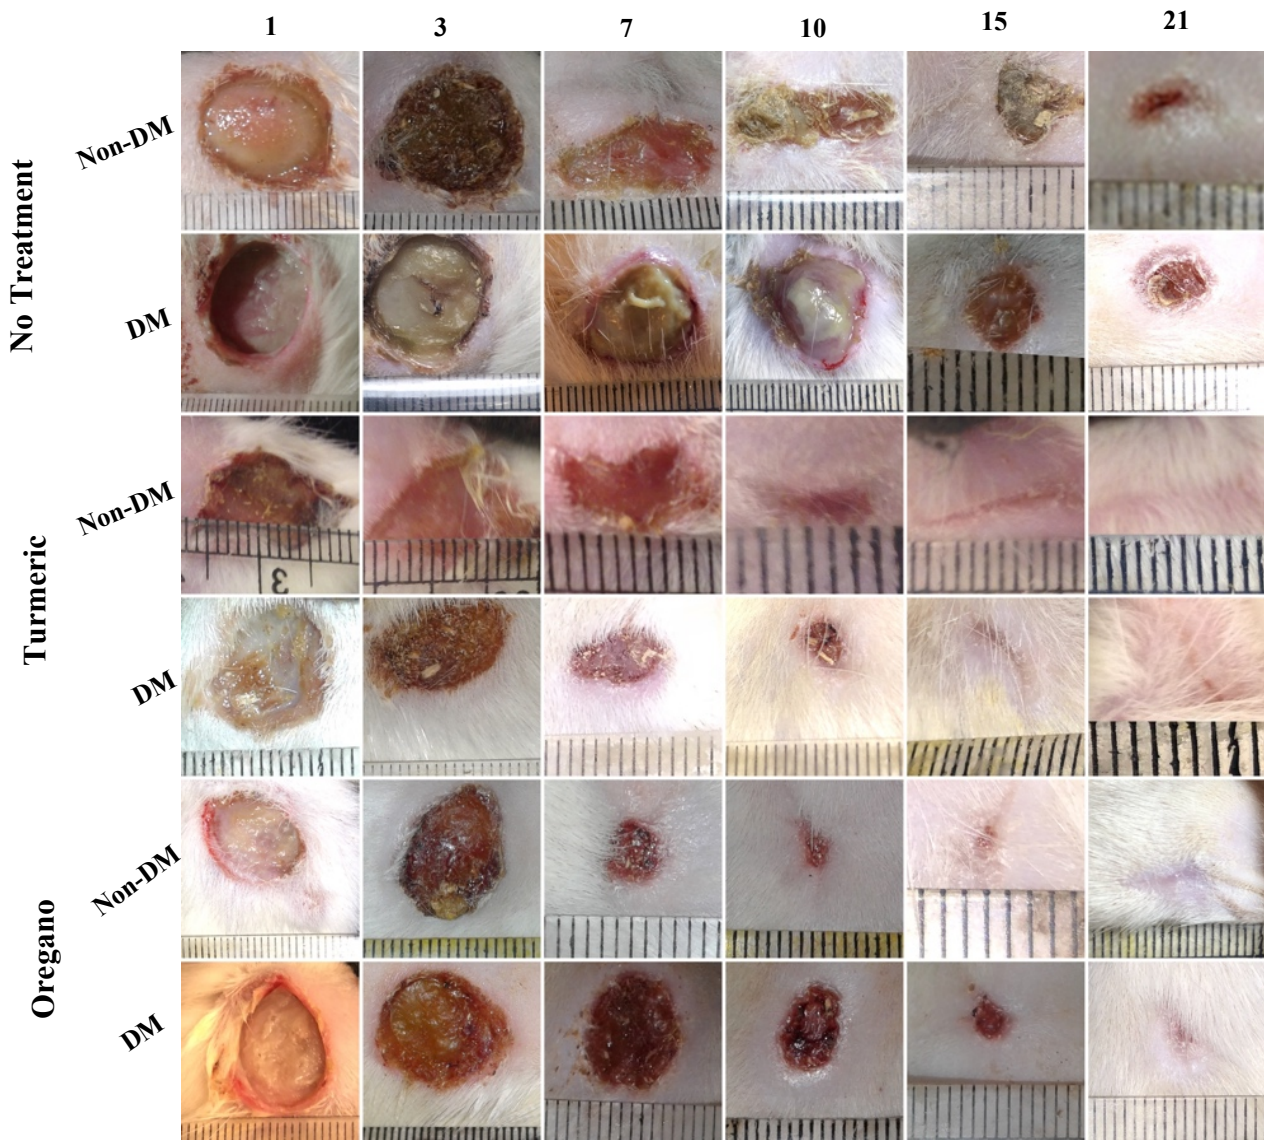 1 3 7 10 15 21
No Treatment
Non-DM
DM
Turmeric
Non-DM
DM
3
Oregano
Non-DM
DM